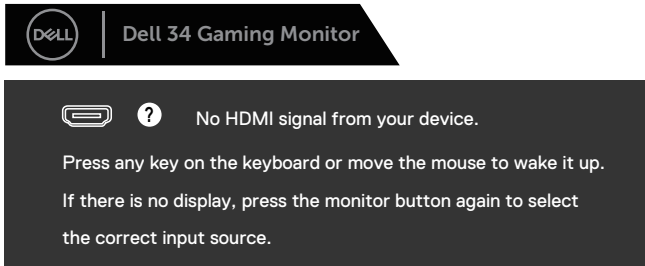 DELL
Dell 34 Gaming Monitor
? No HDMI signal from your device.
Press any key on the keyboard or move the mouse to wake it up.
If there is no display, press the monitor button again to select
the correct input source.